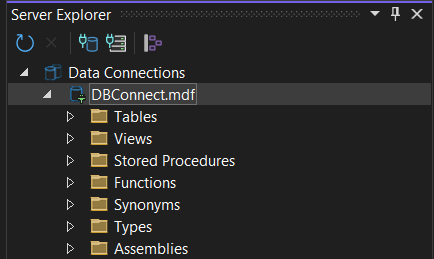 Server Explorer
Data Connections
DBConnect.mdf
Tables
Views
Stored Procedures
Functions
Synonyms
Types
Assemblies